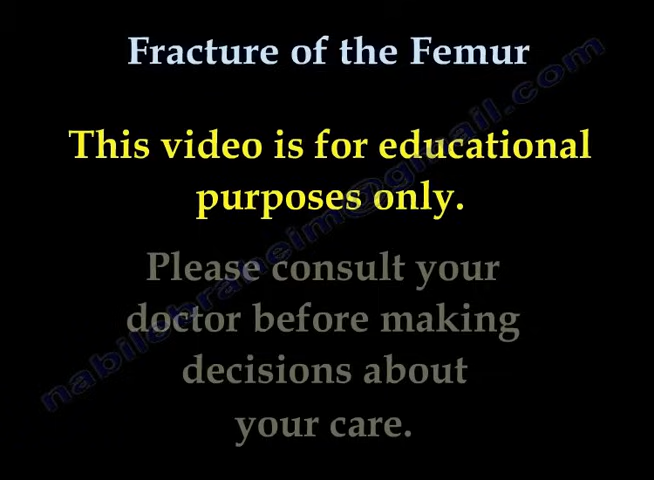 Fracture of the Femur
This video is for educational
purposes only.
Please consult your
doctor before making
decisions about
your care.
nabilebraheim@gmail.com